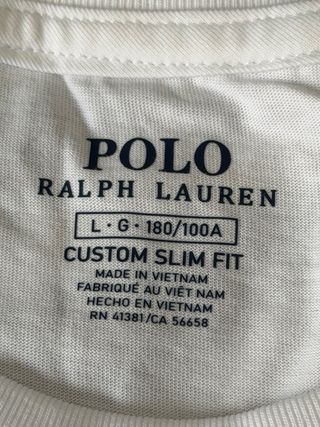 POLO
RALPH LAUREN
L · G · 180/100A
CUSTOM SLIM FIT
MADE IN VIETNAM
FABRIQUÉ AU VIÊT NAM
HECHO EN VIETNAM
RN 41381/CA 56658